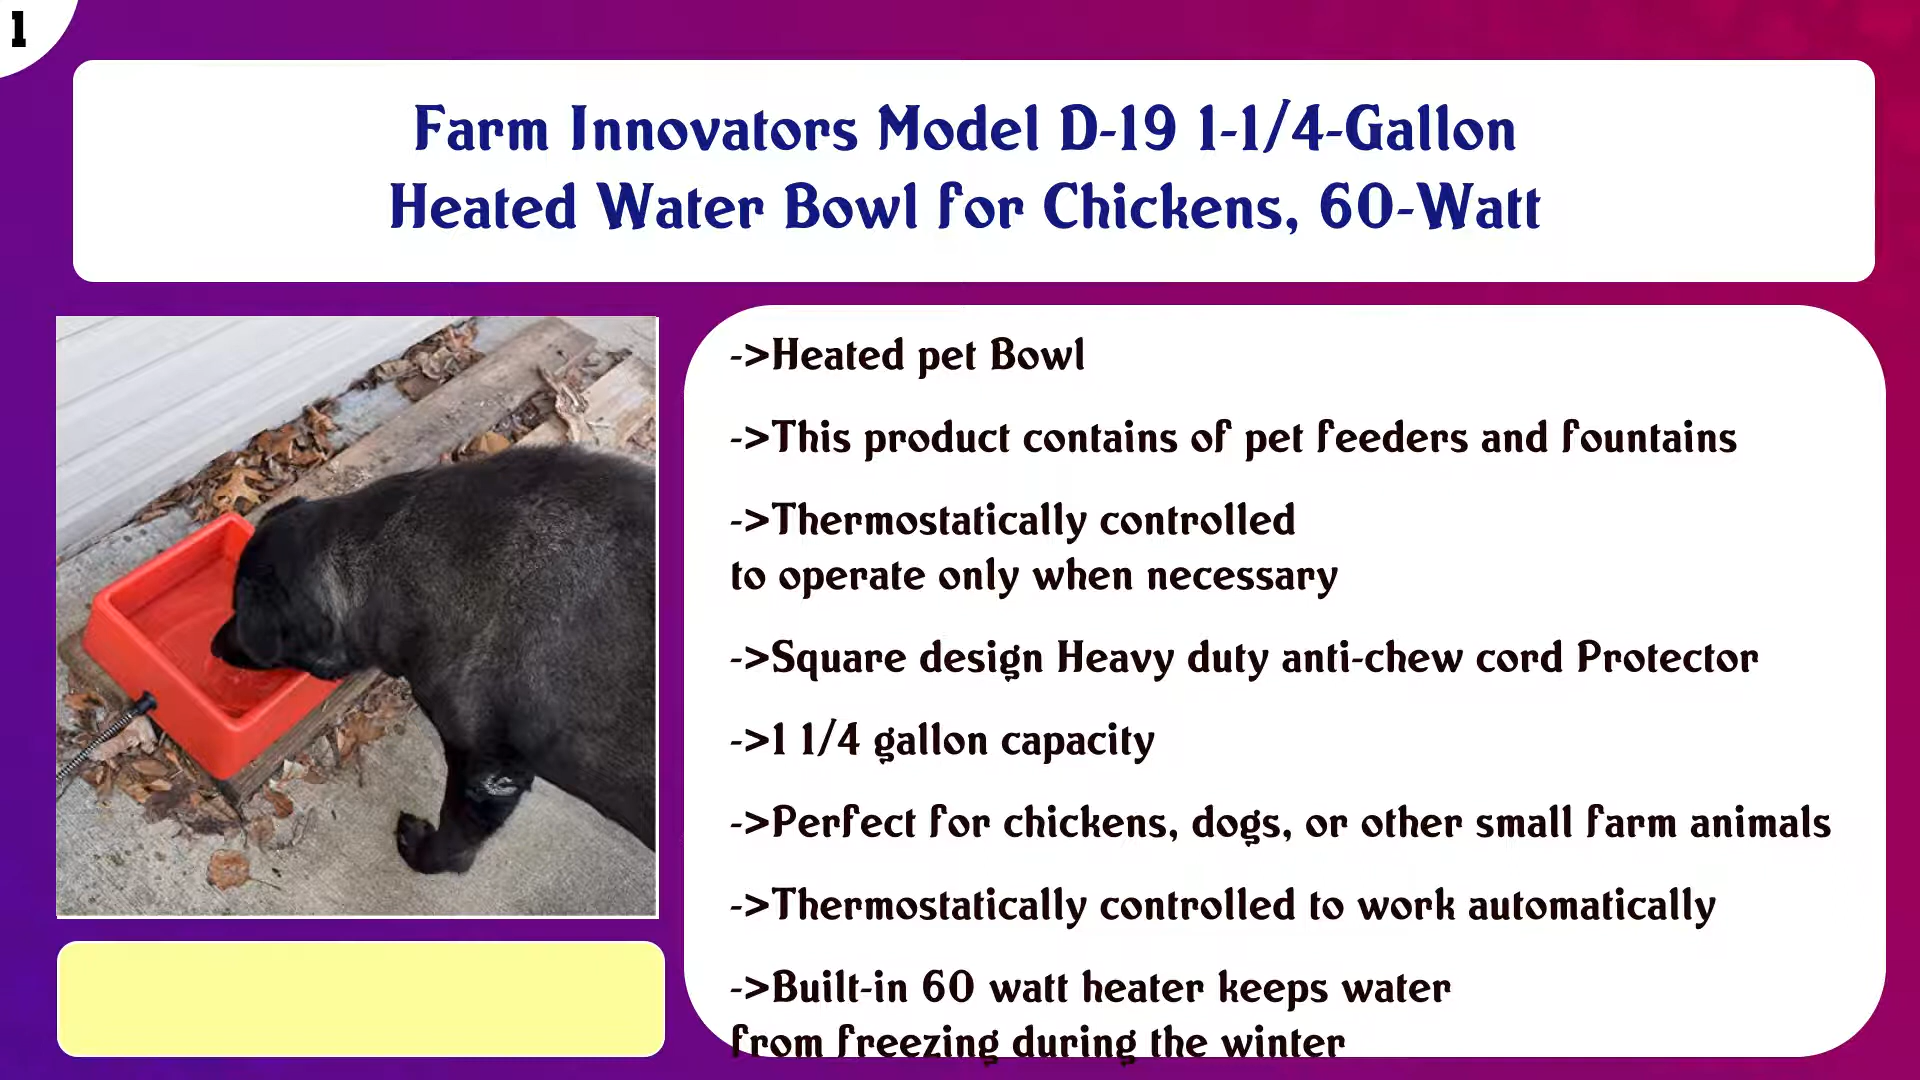 1
Farm Innovators Model D-19 1-1/4-Gallon
Heated Water Bowl for Chickens, 60-Watt
->Heated pet Bowl
->This product contains of pet feeders and fountains
->Thermostatically controlled
to operate only when necessary
->Square design Heavy duty anti-chew cord Protector
->1 1/4 gallon capacity
->Perfect for chickens, dogs, or other small farm animals
->Thermostatically controlled to work automatically
->Built-in 60 watt heater keeps water
from freezing during the winter